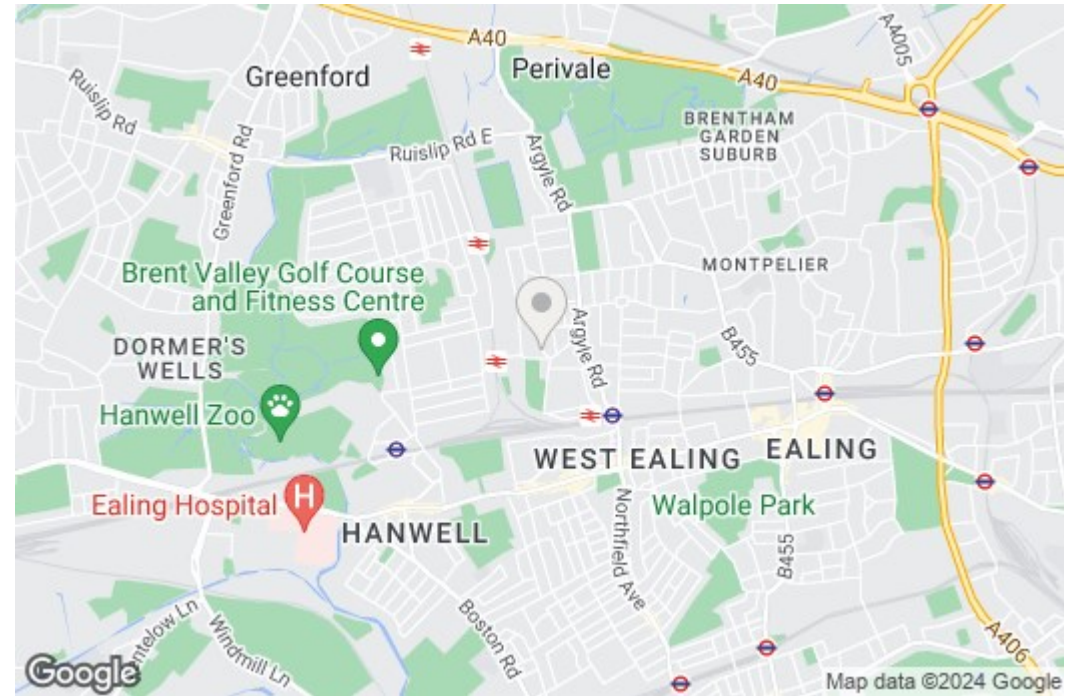 A40
A4005
Greenford
Perivale
A40
Ruislip Rd
BRENTHAM
GARDEN
SUBURB
Greenford Rd
Ruislip Rd E
Argyle Rd
Brent Valley Golf Course
and Fitness Centre
MONTPELIER
Argyle Rd
B455
DORMER'S
WELLS
Hanwell Zoo
WEST EALING
EALING
Ealing Hospital
H
Walpole Park
HANWELL
Northfield Ave
B455
Boston Rd
Windmill Ln
A406
Google
Map data ©2024 Google